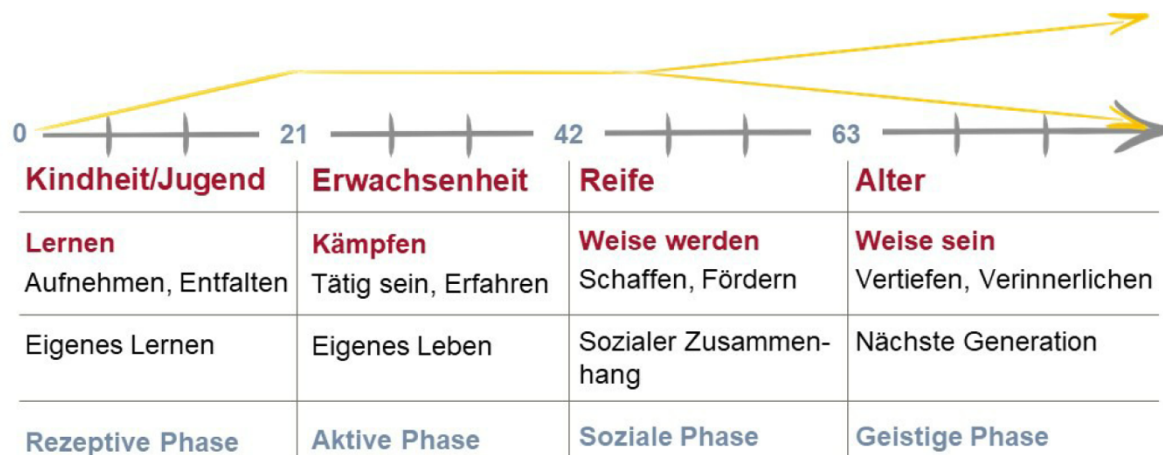 0 21 42 63
Kindheit/Jugend Erwachsenheit Reife Alter
Lernen Kämpfen Weise werden Weise sein
Aufnehmen, Entfalten Tätig sein, Erfahren Schaffen, Fördern Vertiefen, Verinnerlichen
Eigenes Lernen Eigenes Leben Sozialer Zusammen- Nächste Generation
hang
Rezeptive Phase Aktive Phase Soziale Phase Geistige Phase